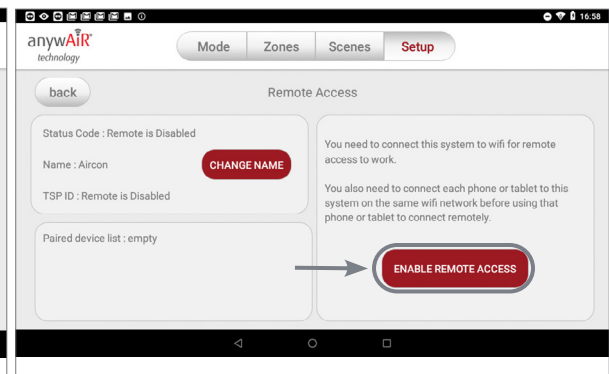 16:58
anywAiR
technology
Mode Zones Scenes Setup
back
Remote Access
Status Code : Remote is Disabled
Name : Aircon
CHANGE NAME
TSP ID : Remote is Disabled
Paired device list : empty
You need to connect this system to wifi for remote
access to work.
You also need to connect each phone or tablet to this
system on the same wifi network before using that
phone or tablet to connect remotely.
ENABLE REMOTE ACCESS